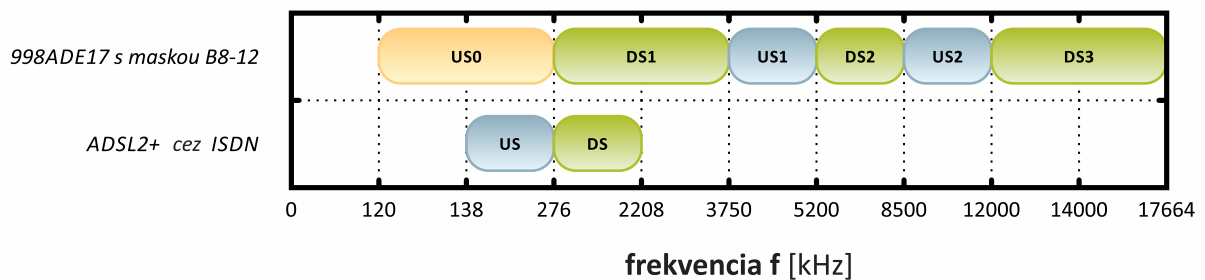 998ADE17 s maskou B8-12
US0 DS1 US1 DS2 US2 DS3
ADSL2+ cez ISDN
US DS
0 120 138 276 2208 3750 5200 8500 12000 14000 17664
frekvencia f [kHz]